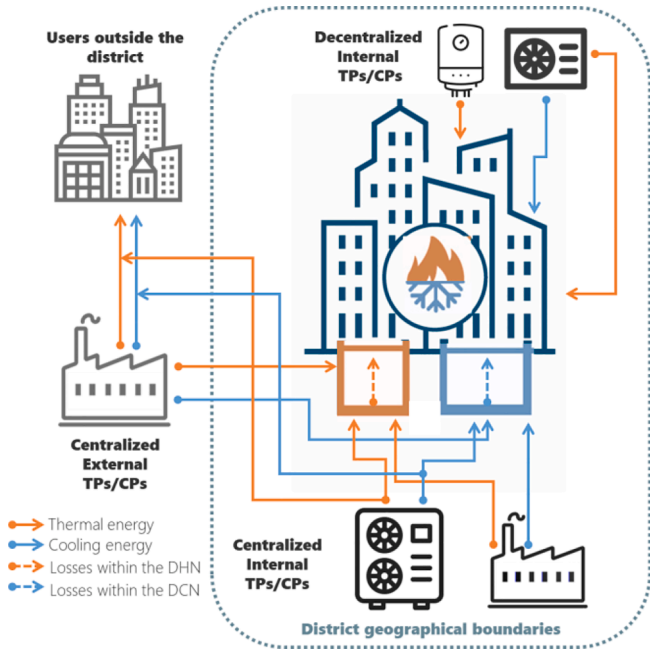 Users outside the
district
Decentralized
Internal
TPs/CPs
Centralized
External
TPs/CPs
Thermal energy
Cooling energy
Losses within the DHN
Losses within the DCN
Centralized
Internal
TPs/CPs
District geographical boundaries